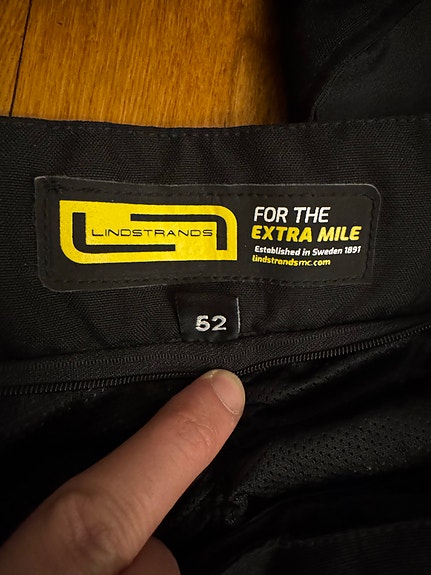 LINDSTRANDS
FOR THE
EXTRA MILE
Established in Sweden 1891
lindstrandsmc.com
52